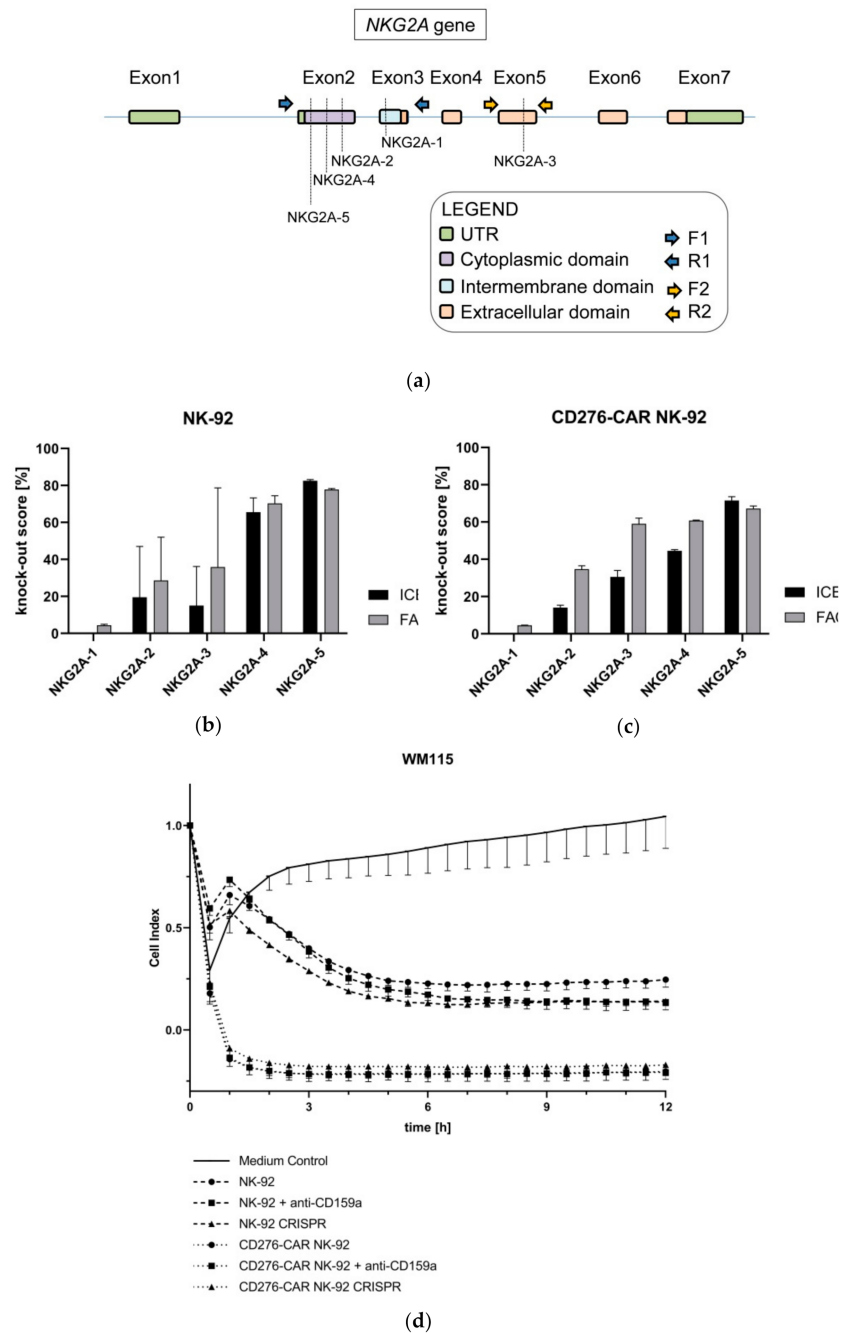 NKG2A gene
Exon1 Exon2 Exon3 Exon4 Exon5 Exon6 Exon7
NKG2A-1
NKG2A-2 NKG2A-3
NKG2A-4
NKG2A-5
LEGEND
UTR F1
Cytoplasmic domain R1
Intermembrane domain F2
Extracellular domain R2
(a)
NK-92
knock-out score [%]
100
80
60
40
20
0
NKG2A-1 NKG2A-2 NKG2A-3 NKG2A-4 NKG2A-5
ICE
FA
(b)
CD276-CAR NK-92
knock-out score [%]
100
80
60
40
20
0
NKG2A-1 NKG2A-2 NKG2A-3 NKG2A-4 NKG2A-5
ICE
FAC
(c)
WM115
Cell Index
1.0
0.5
0.0
0 3 6 9 12
time [h]
Medium Control
NK-92
NK-92 + anti-CD159a
NK-92 CRISPR
CD276-CAR NK-92
CD276-CAR NK-92 + anti-CD159a
CD276-CAR NK-92 CRISPR
(d)